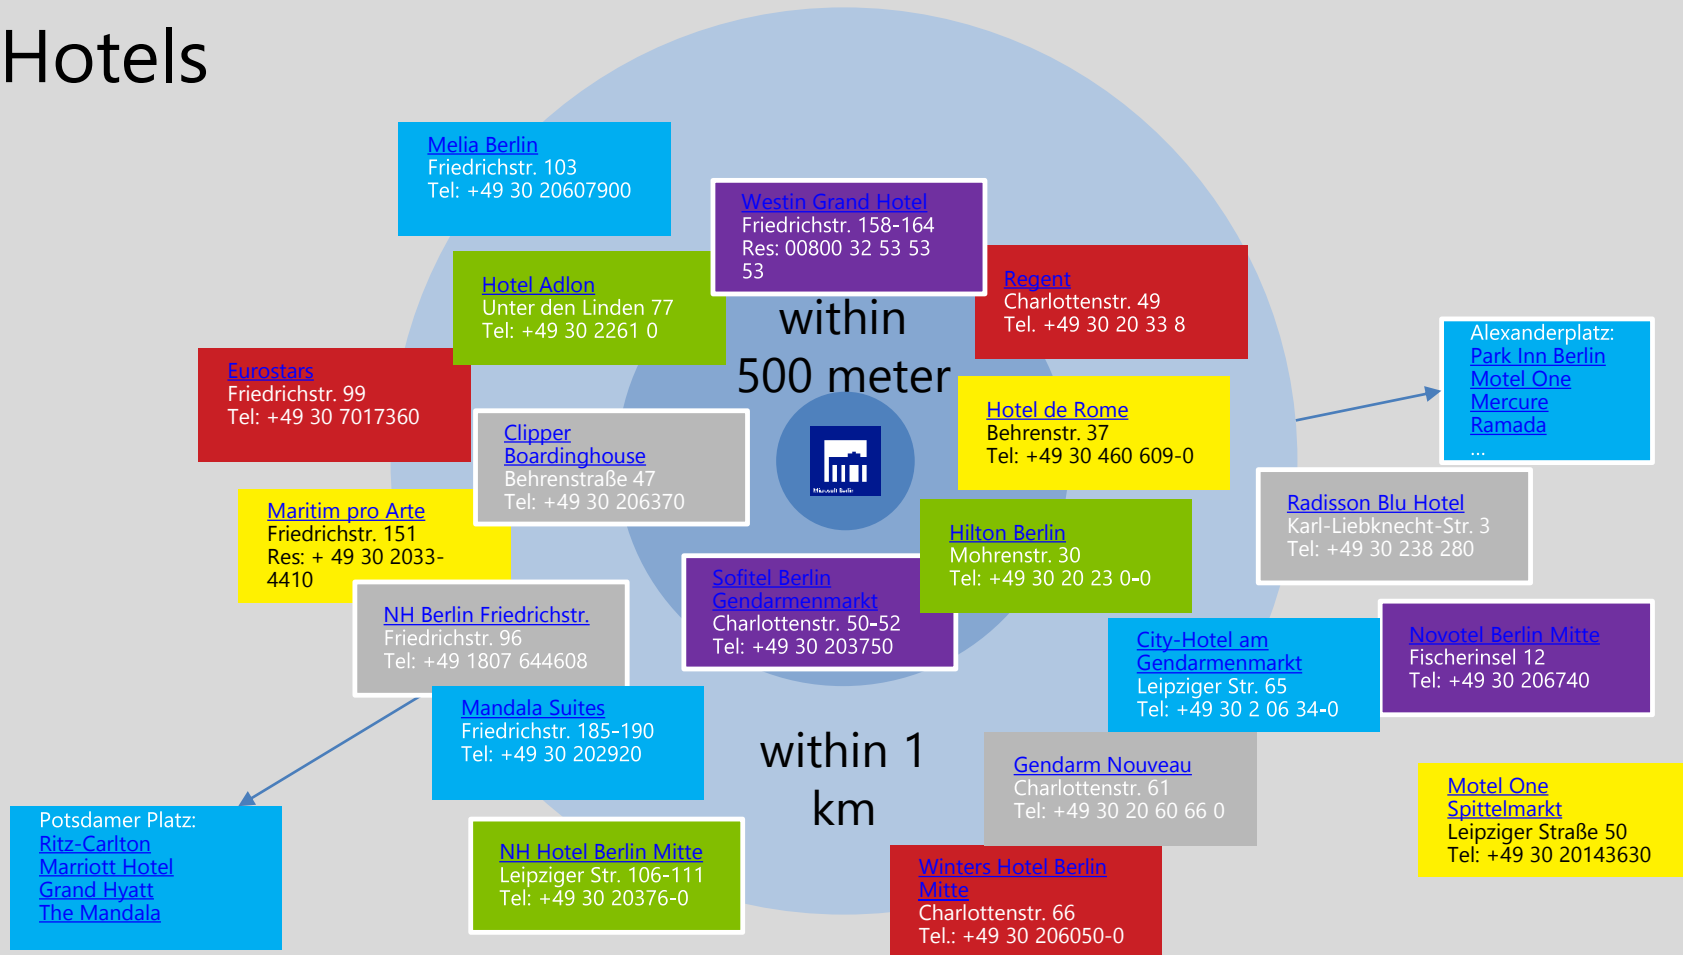 Hotels
Melia Berlin
Friedrichstr. 103
Tel: +49 30 20607900
Westin Grand Hotel
Friedrichstr. 158-164
Res: 00800 32 53 53
53
Hotel Adlon
Unter den Linden 77
Tel: +49 30 2261 0
Regent
Charlottenstr. 49
Tel. +49 30 20 33 8
within
500 meter
Eurostars
Friedrichstr. 99
Tel: +49 30 7017360
Alexanderplatz:
Park Inn Berlin
Motel One
Mercure
Ramada
...
Clipper
Boardinghouse
Behrenstraße 47
Tel: +49 30 206370
Hotel de Rome
Behrenstr. 37
Tel: +49 30 460 609-0
Microsoft Berlin
Maritim pro Arte
Friedrichstr. 151
Res: + 49 30 2033-
4410
Hilton Berlin
Mohrenstr. 30
Tel: +49 30 20 23 0-0
Radisson Blu Hotel
Karl-Liebknecht-Str. 3
Tel: +49 30 238 280
Sofitel Berlin
Gendarmenmarkt
Charlottenstr. 50-52
Tel: +49 30 203750
NH Berlin Friedrichstr.
Friedrichstr. 96
Tel: +49 1807 644608
City-Hotel am
Gendarmenmarkt
Leipziger Str. 65
Tel: +49 30 2 06 34-0
Novotel Berlin Mitte
Fischerinsel 12
Tel: +49 30 206740
Mandala Suites
Friedrichstr. 185-190
Tel: +49 30 202920
within 1
km
Gendarm Nouveau
Charlottenstr. 61
Tel: +49 30 20 60 66 0
Motel One
Spittelmarkt
Leipziger Straße 50
Tel: +49 30 20143630
Potsdamer Platz:
Ritz-Carlton
Marriott Hotel
Grand Hyatt
The Mandala
NH Hotel Berlin Mitte
Leipziger Str. 106-111
Tel: +49 30 20376-0
Winters Hotel Berlin
Mitte
Charlottenstr. 66
Tel.: +49 30 206050-0